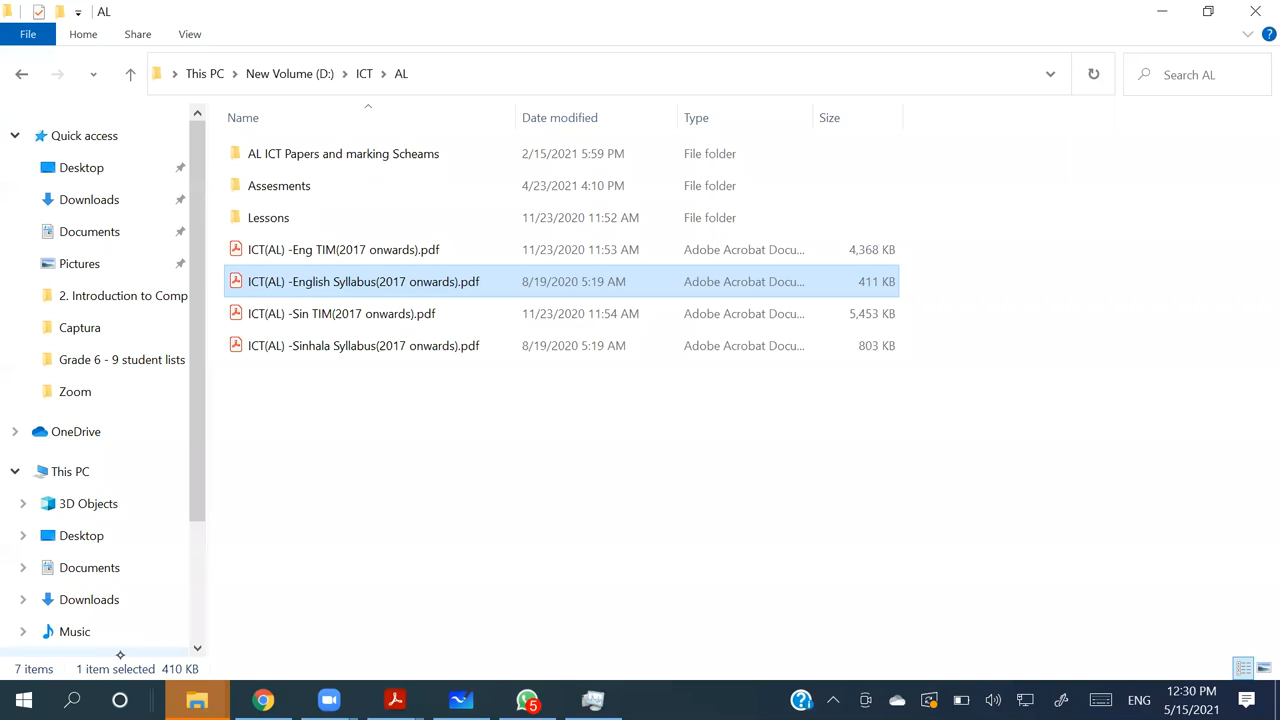 AL
File Home Share View
This PC New Volume (D:) ICT AL
Search AL
Name Date modified Type Size
Quick access
Desktop
Downloads
Documents
Pictures
2. Introduction to Comp
Captura
Grade 6 - 9 student lists
Zoom
OneDrive
This PC
3D Objects
Desktop
Documents
Downloads
Music
AL ICT Papers and marking Scheams 2/15/2021 5:59 PM File folder
Assesments 4/23/2021 4:10 PM File folder
Lessons 11/23/2020 11:52 AM File folder
ICT(AL) -Eng TIM(2017 onwards).pdf 11/23/2020 11:53 AM Adobe Acrobat Docu... 4,368 KB
ICT(AL) -English Syllabus(2017 onwards).pdf 8/19/2020 5:19 AM Adobe Acrobat Docu... 411 KB
ICT(AL) -Sin TIM(2017 onwards).pdf 11/23/2020 11:54 AM Adobe Acrobat Docu... 5,453 KB
ICT(AL) -Sinhala Syllabus(2017 onwards).pdf 8/19/2020 5:19 AM Adobe Acrobat Docu... 803 KB
7 items 1 item selected 410 KB
5
ENG
12:30 PM
5/15/2021